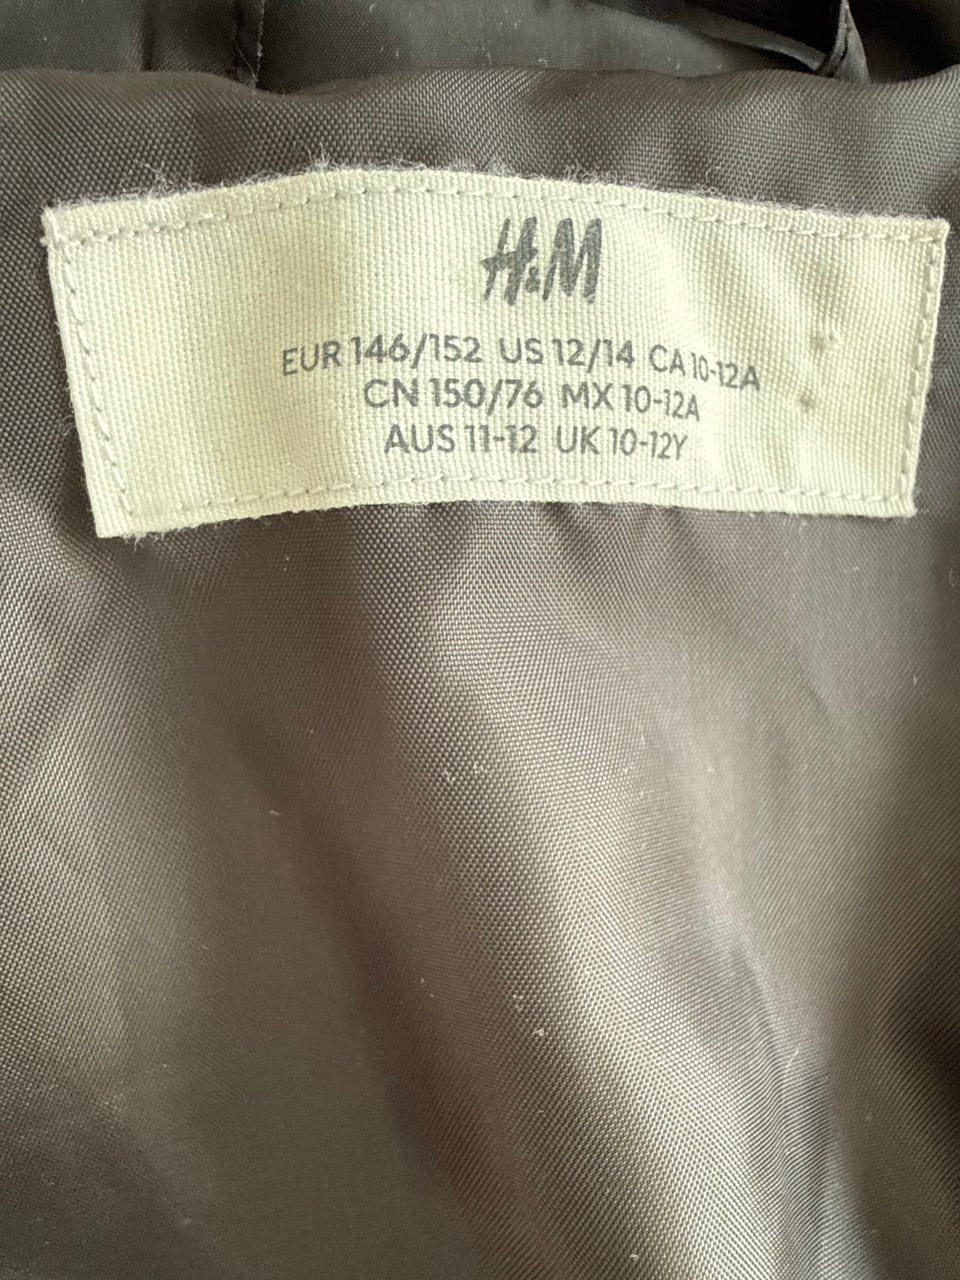 H&M
EUR 146/152 US 12/14 CA 10-12A
CN 150/76 MX 10-12A
AUS 11-12 UK 10-12Y